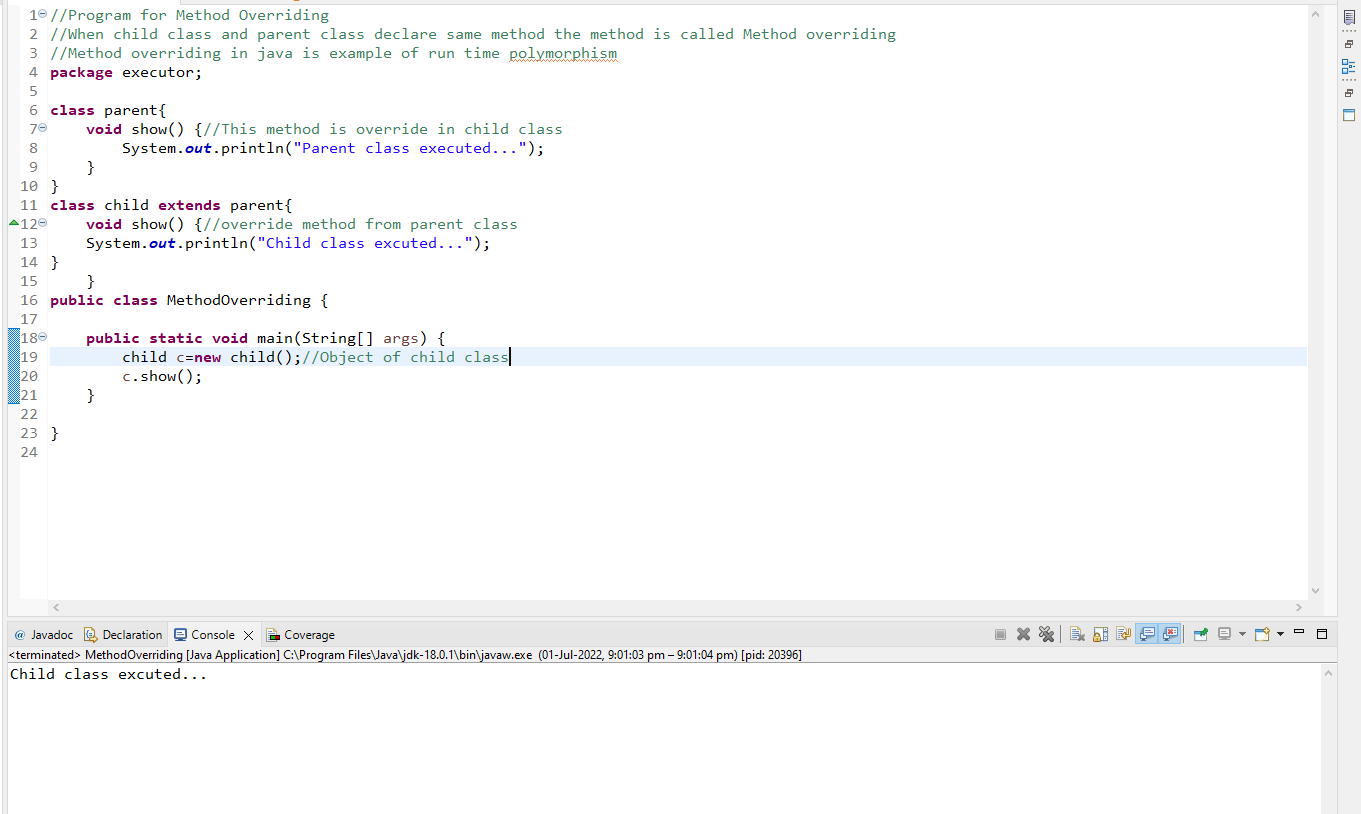 1 //Program for Method Overriding
2 //When child class and parent class declare same method the method is called Method overriding
3 //Method overriding in java is example of run time polymorphism
4 package executor;
5
6 class parent{
7     void show() {//This method is override in child class
8         System.out.println("Parent class executed...");
9     }
10 }
11 class child extends parent{
12     void show() {//override method from parent class
13     System.out.println("Child class excuted...");
14 }
15     }
16 public class MethodOverriding {
17
18     public static void main(String[] args) {
19         child c=new child();//Object of child class
20         c.show();
21     }
22
23 }
24
@ Javadoc Declaration Console Coverage
<terminated> MethodOverriding [Java Application] C:\Program Files\Java\jdk-18.0.1\bin\javaw.exe (01-Jul-2022, 9:01:03 pm – 9:01:04 pm) [pid: 20396]
Child class excuted...